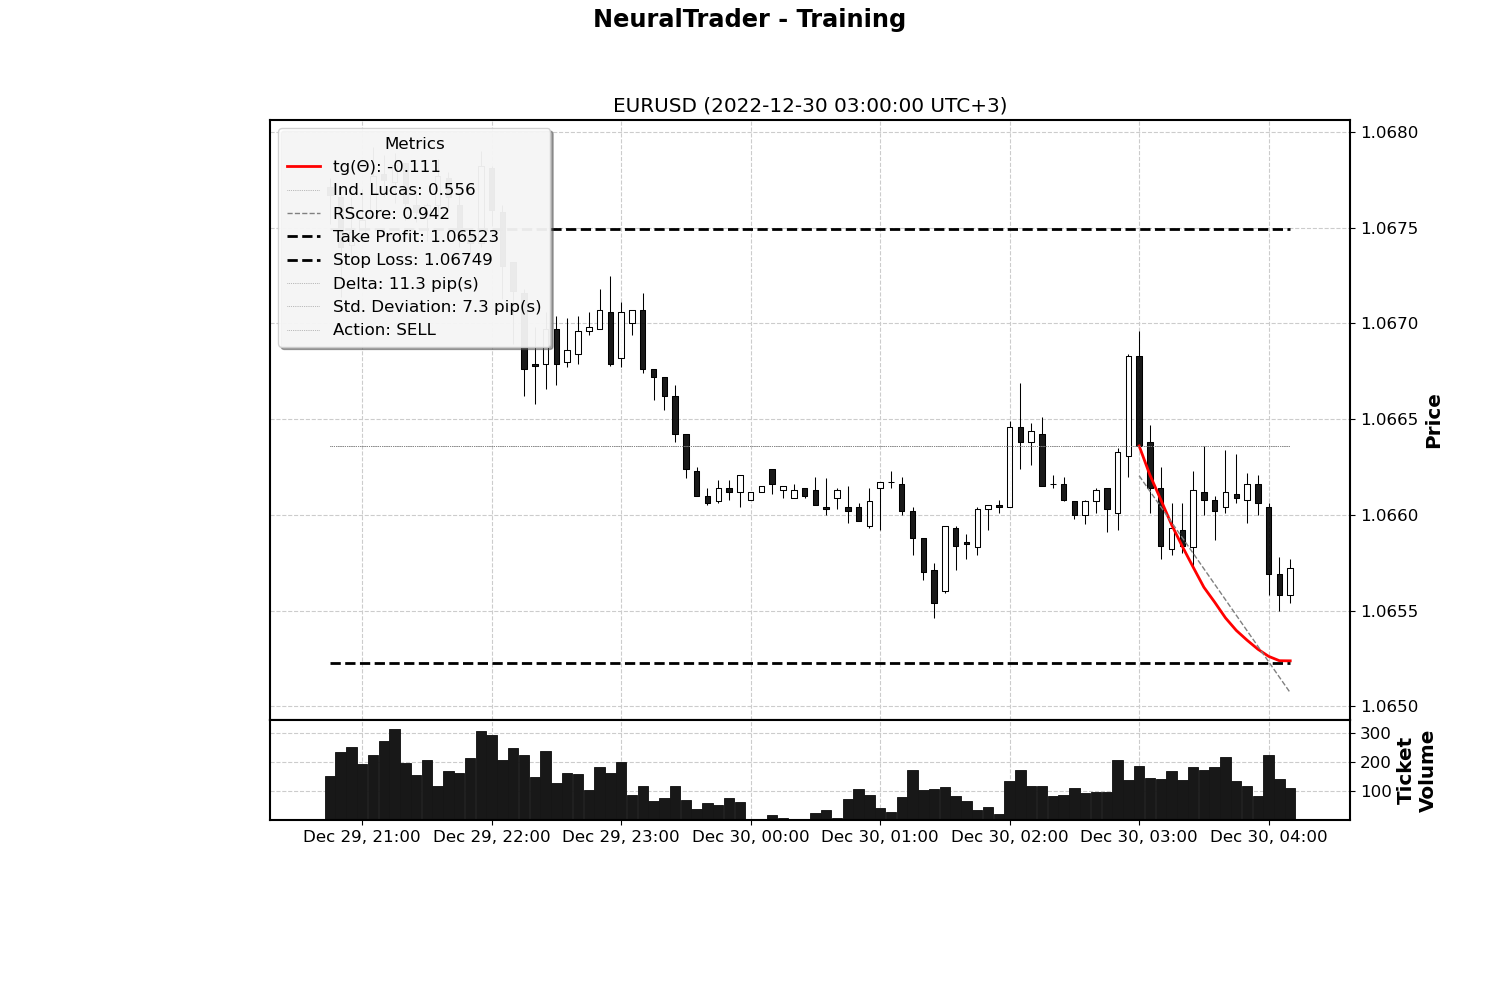 NeuralTrader - Training
EURUSD (2022-12-30 03:00:00 UTC+3)
Metrics
tg(Θ): -0.111
Ind. Lucas: 0.556
RScore: 0.942
Take Profit: 1.06523
Stop Loss: 1.06749
Delta: 11.3 pip(s)
Std. Deviation: 7.3 pip(s)
Action: SELL
1.0680
1.0675
1.0670
1.0665
1.0660
1.0655
1.0650
Price
300
200
100
Ticket
Volume
Dec 29, 21:00
Dec 29, 22:00
Dec 29, 23:00
Dec 30, 00:00
Dec 30, 01:00
Dec 30, 02:00
Dec 30, 03:00
Dec 30, 04:00